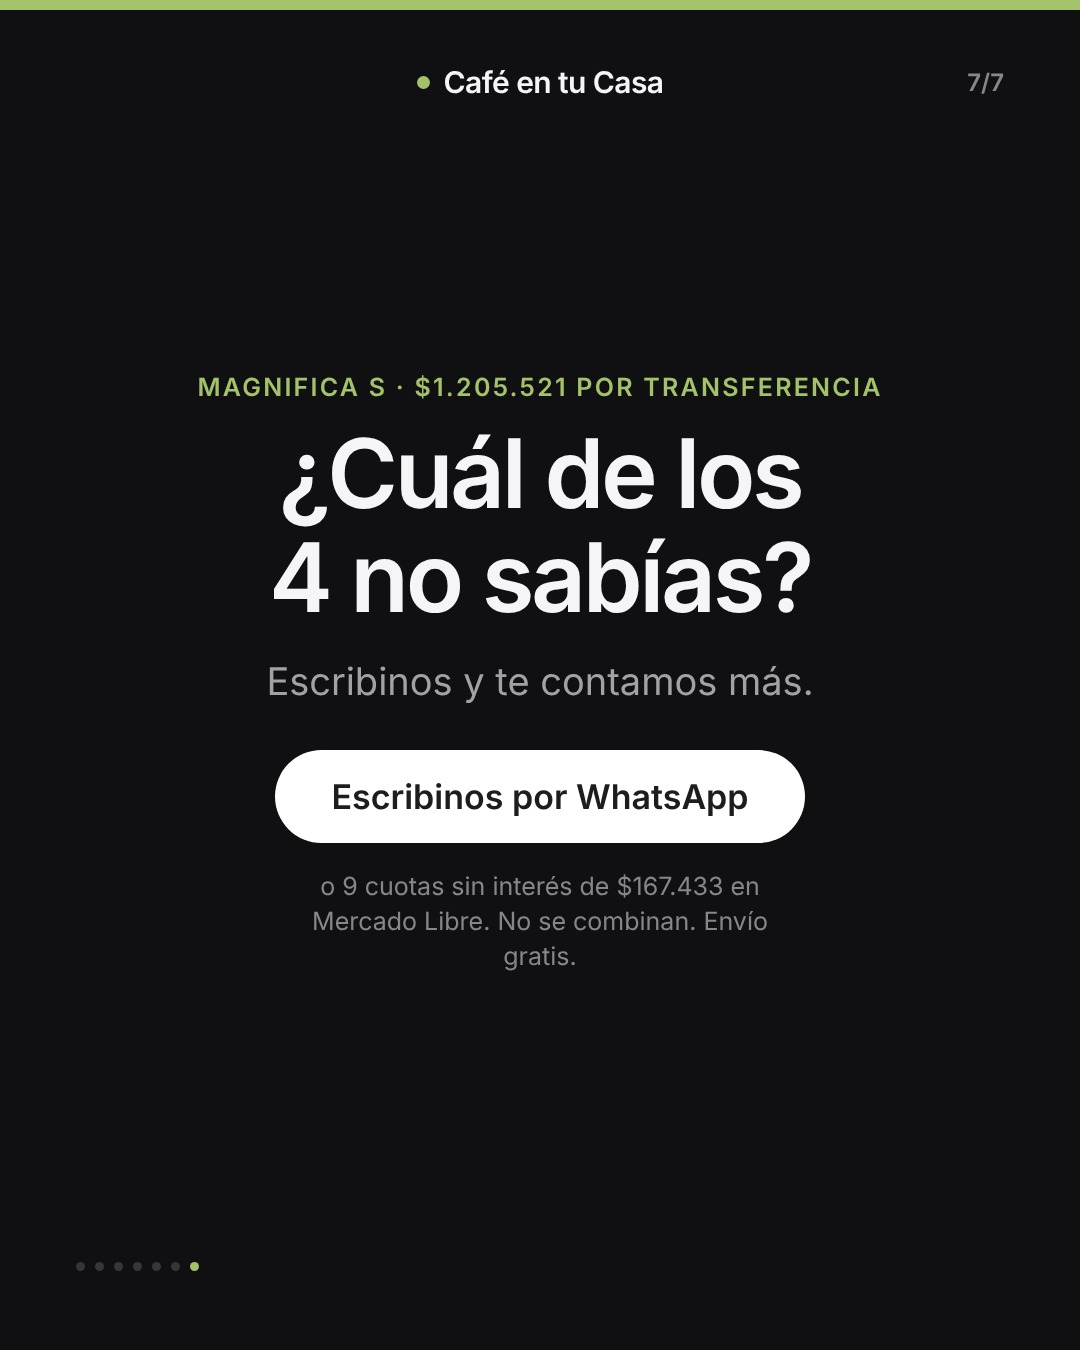 Café en tu Casa
7/7
MAGNIFICA S · $1.205.521 POR TRANSFERENCIA
¿Cuál de los
4 no sabías?
Escribinos y te contamos más.
Escribinos por WhatsApp
o 9 cuotas sin interés de $167.433 en
Mercado Libre. No se combinan. Envío
gratis.